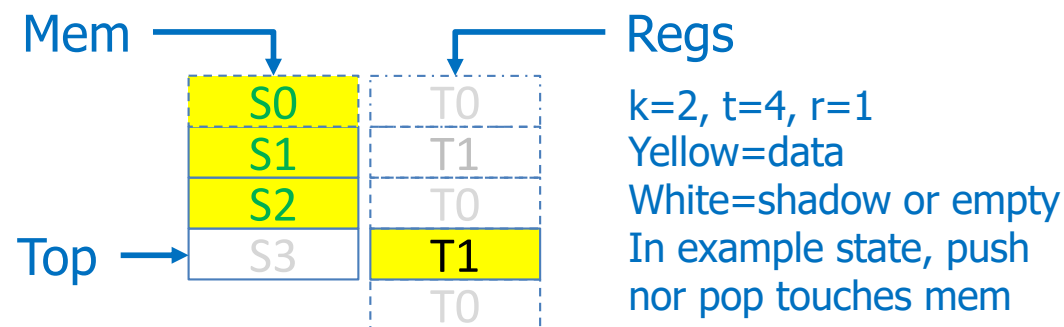 Mem
Regs
S0 T0
S1 T1
S2 T0
Top S3 T1
T0
k=2, t=4, r=1
Yellow=data
White=shadow or empty
In example state, push
nor pop touches mem